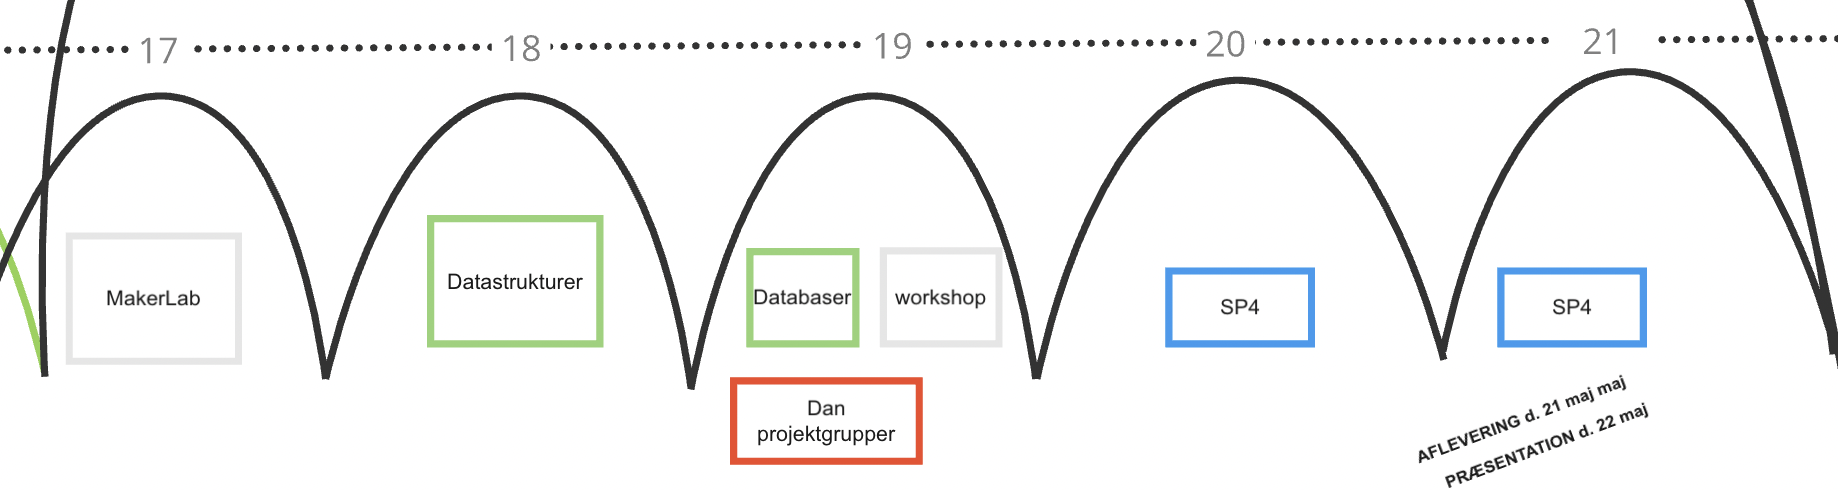 17
18
19
20
21
MakerLab
Datastrukturer
Databaser
workshop
SP4
SP4
Dan
projektgrupper
AFLEVERING d. 21 maj maj
PRÆSENTATION d. 22 maj